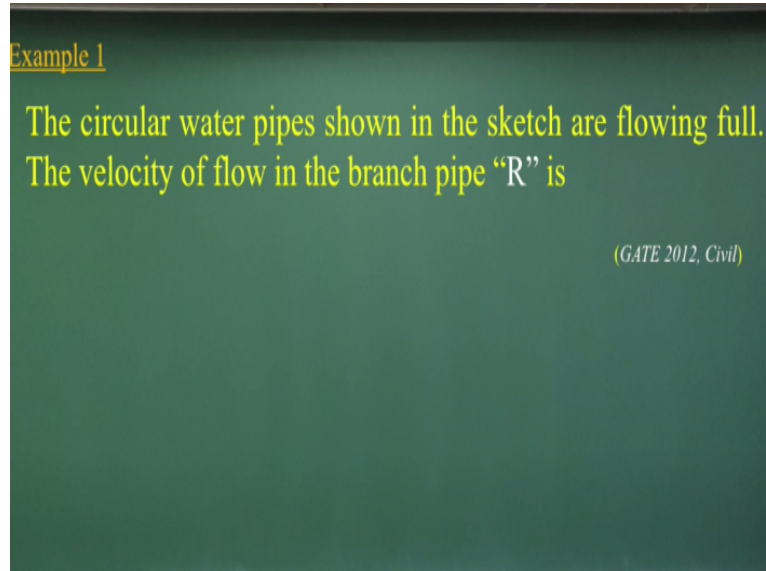 Example 1
The circular water pipes shown in the sketch are flowing full.
The velocity of flow in the branch pipe “R” is
(GATE 2012, Civil)